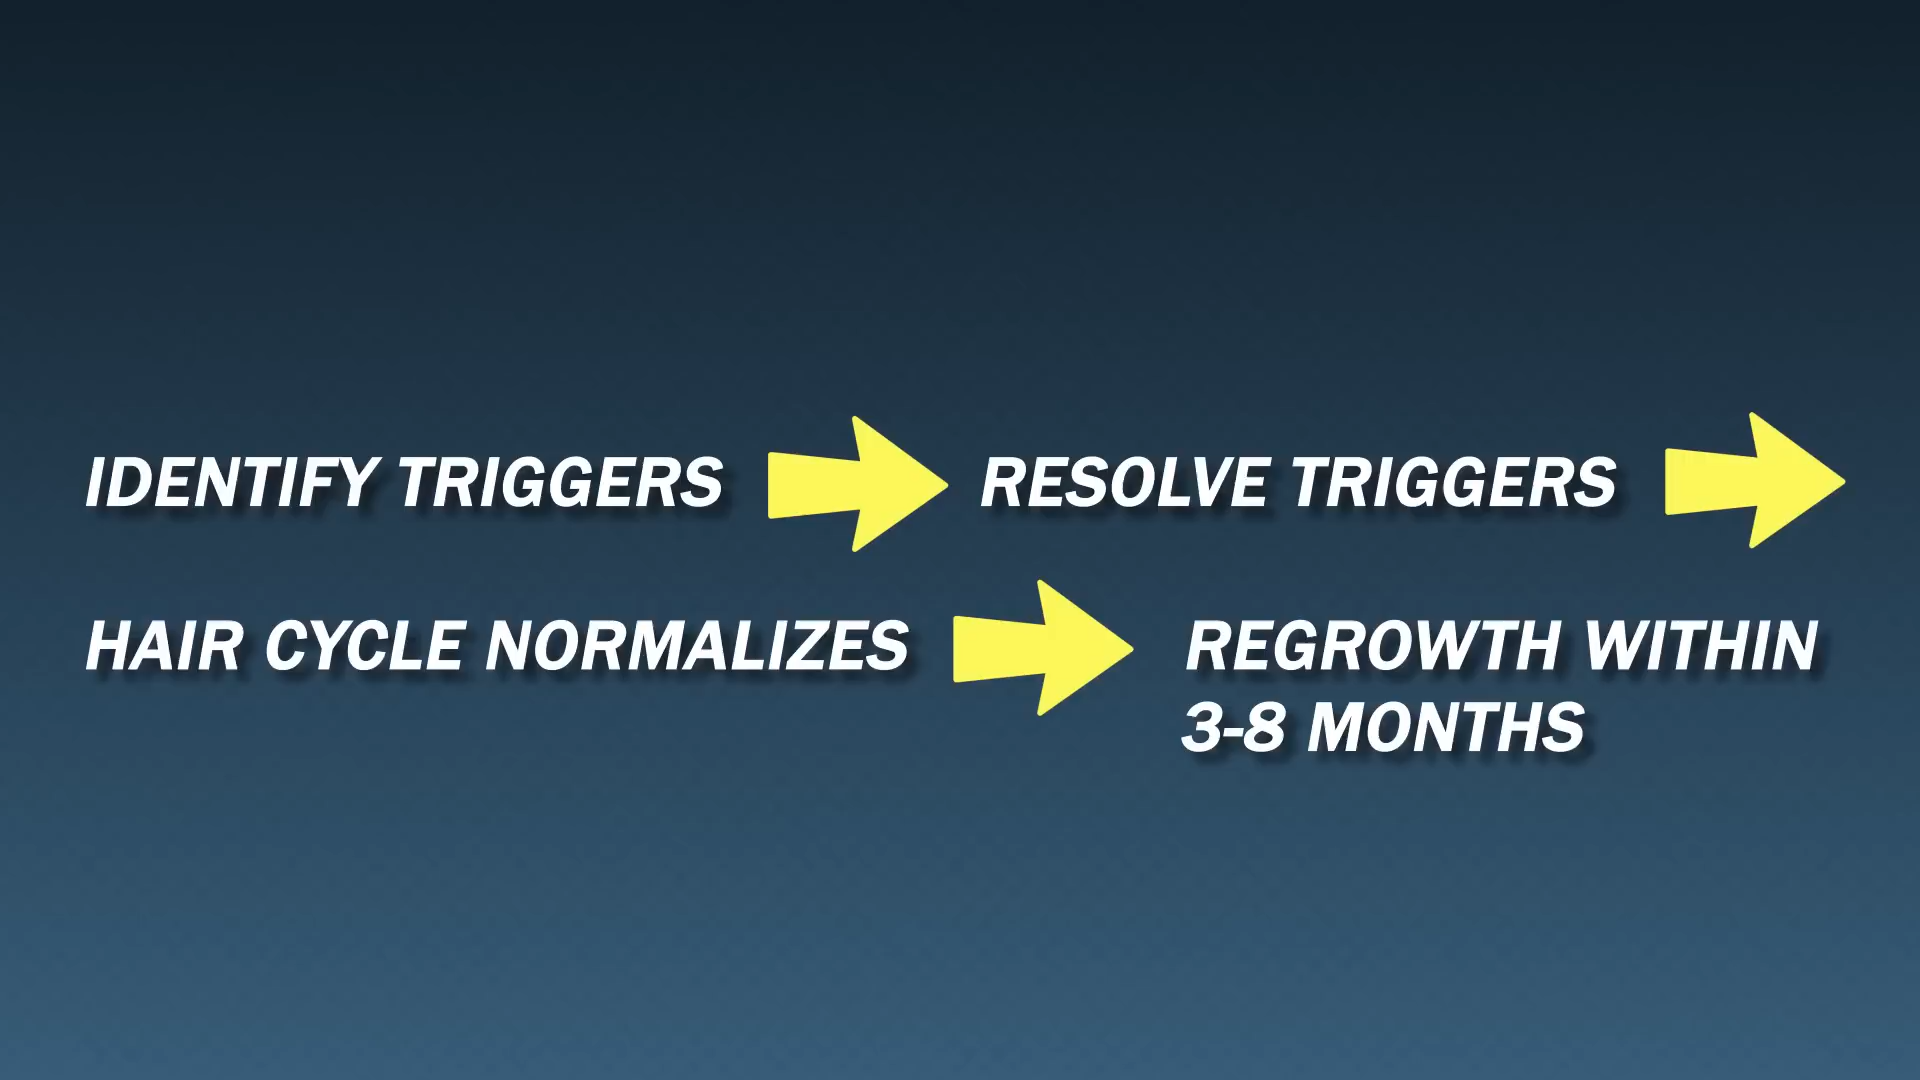 IDENTIFY TRIGGERS RESOLVE TRIGGERS
HAIR CYCLE NORMALIZES REGROWTH WITHIN
3-8 MONTHS